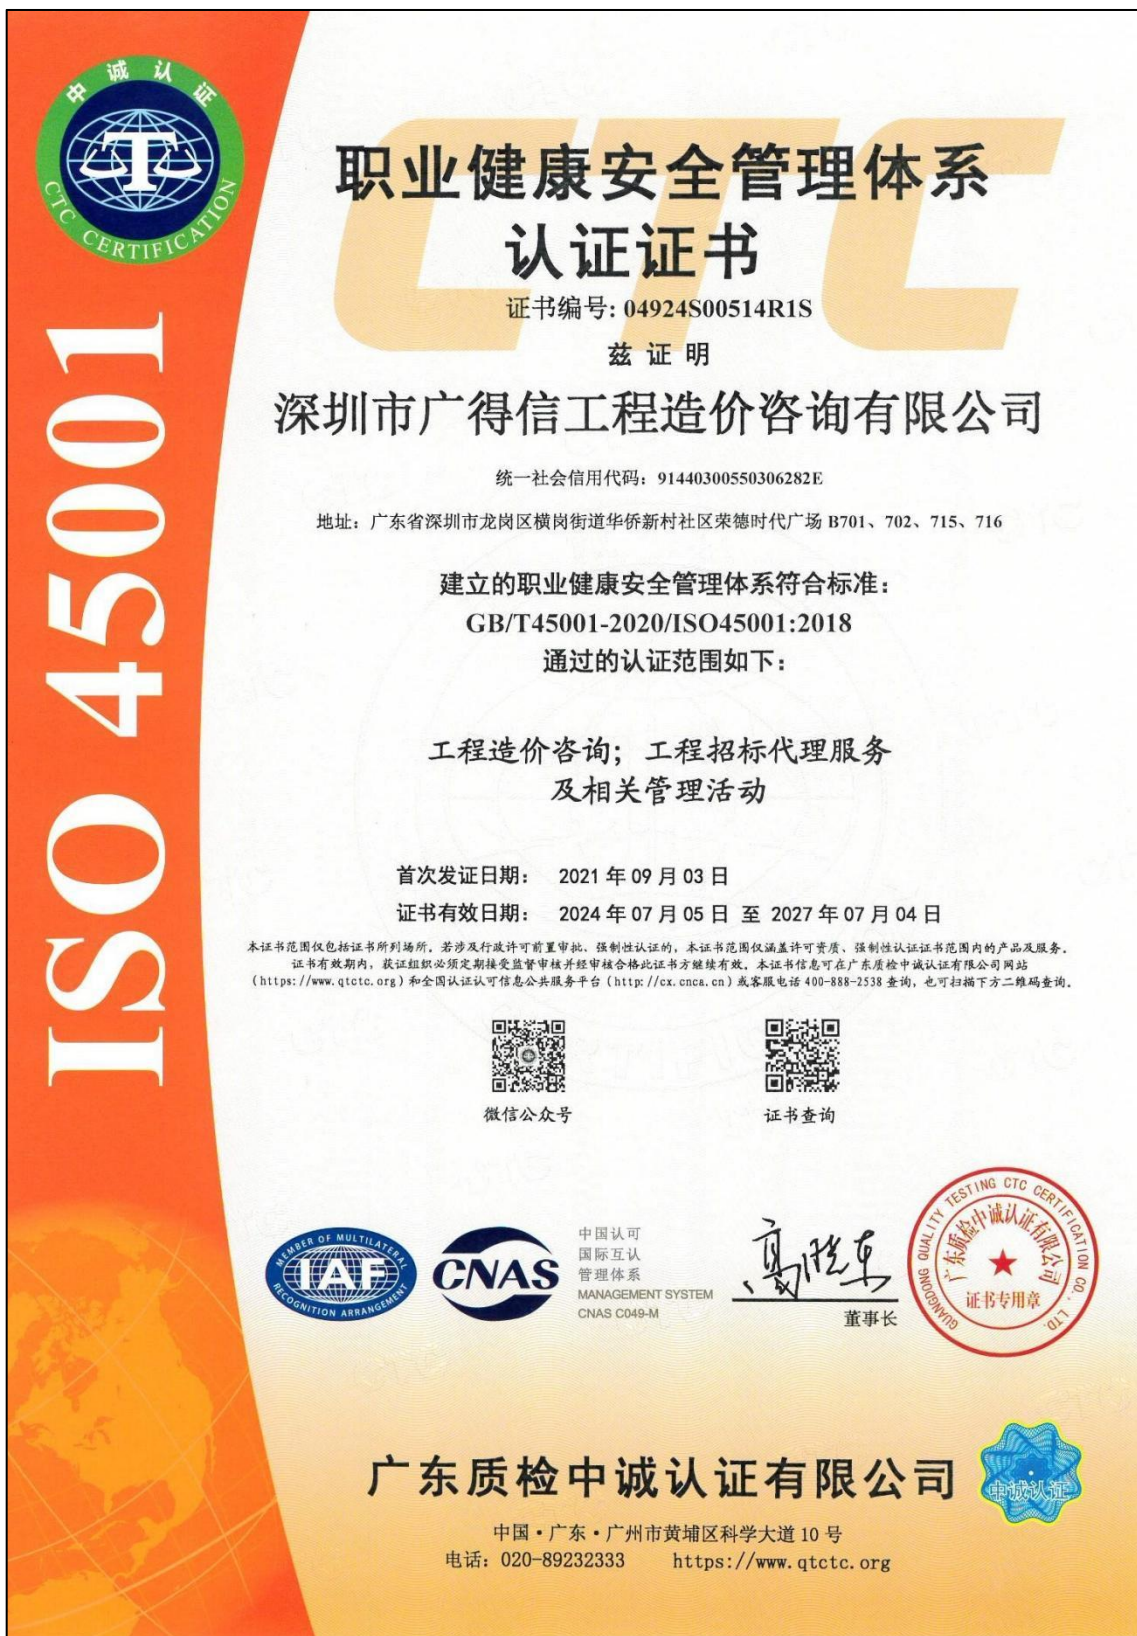 中诚认证
CTC CERTIFICATION
ISO 45001
CTC
职业健康安全管理体系
认证证书
证书编号: 04924S00514R1S
兹证明
深圳市广得信工程造价咨询有限公司
统一社会信用代码：91440300550306282E
地址：广东省深圳市龙岗区横岗街道华侨新村社区荣德时代广场 B701、702、715、716
建立的职业健康安全管理体系符合标准：
GB/T45001-2020/ISO45001:2018
通过的认证范围如下：
工程造价咨询；工程招标代理服务
及相关管理活动
首次发证日期： 2021 年 09 月 03 日
证书有效日期： 2024 年 07 月 05 日 至 2027 年 07 月 04 日
本证书范围仅包括证书所列场所。若涉及行政许可前置审批、强制性认证的，本证书范围仅涵盖许可资质、强制性认证证书范围内的产品及服务。
证书有效期内，获证组织必须定期接受监督审核并经审核合格此证书方继续有效。本证书信息可在广东质检中诚认证有限公司网站
（https://www.qtctc.org）和全国认证认可信息公共服务平台（http://cx.cnca.cn）或客服电话 400-888-2538 查询，也可扫描下方二维码查询。
微信公众号
证书查询
MEMBER OF MULTILATERAL
IAF
RECOGNITION ARRANGEMENT
CNAS
中国认可
国际互认
管理体系
MANAGEMENT SYSTEM
CNAS C049-M
董事长
GUANGDONG QUALITY TESTING CTC CERTIFICATION CO., LTD.
广东质检中诚认证有限公司
证书专用章
广东质检中诚认证有限公司
中诚认证
中国·广东·广州市黄埔区科学大道 10 号
电话：020-89232333 https://www.qtctc.org